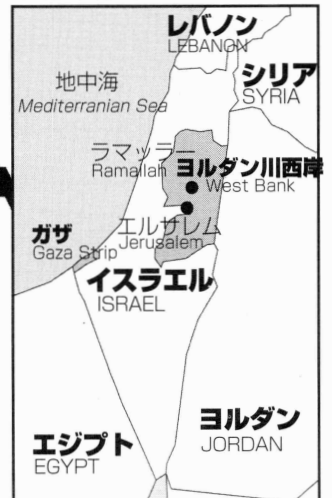 レバノン
LEBANON
シリア
SYRIA
地中海
Mediterranian Sea
ラマッラー
Ramallah
ヨルダン川西岸
West Bank
エルサレム
Jerusalem
ガザ
Gaza Strip
イスラエル
ISRAEL
ヨルダン
JORDAN
エジプト
EGYPT